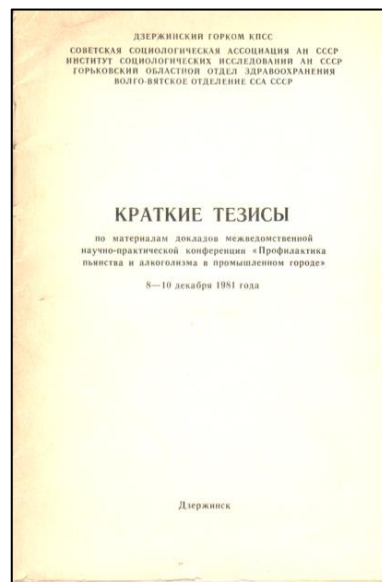 ДЗЕРЖИНСКИЙ ГОРКОМ КПСС
СОВЕТСКАЯ СОЦИОЛОГИЧЕСКАЯ АССОЦИАЦИЯ АН СССР
ИНСТИТУТ СОЦИОЛОГИЧЕСКИХ ИССЛЕДОВАНИЙ АН СССР
ГОРЬКОВСКИЙ ОБЛАСТНОЙ ОТДЕЛ ЗДРАВООХРАНЕНИЯ
ВОЛГО-ВЯТСКОЕ ОТДЕЛЕНИЕ ССА СССР
КРАТКИЕ ТЕЗИСЫ
по материалам докладов межведомственной
научно-практической конференции «Профилактика
пьянства и алкоголизма в промышленном городе»
8—10 декабря 1981 года
Дзержинск